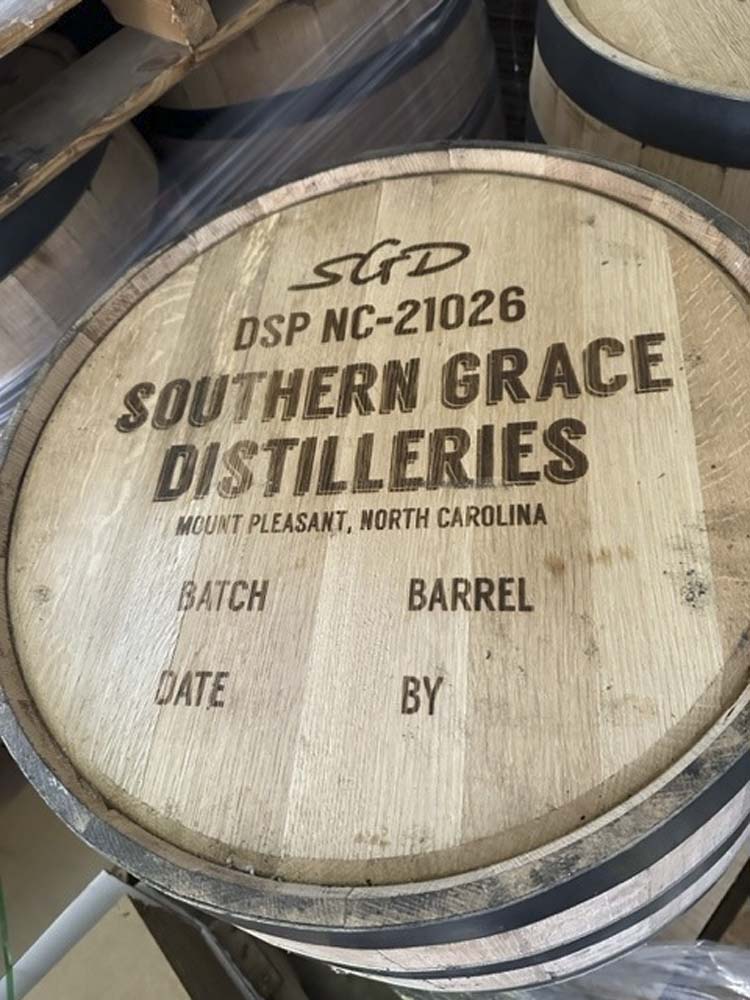 SGD
DSP NC-21026
SOUTHERN GRACE
DISTILLERIES
MOUNT PLEASANT, NORTH CAROLINA
BATCH BARREL
DATE BY